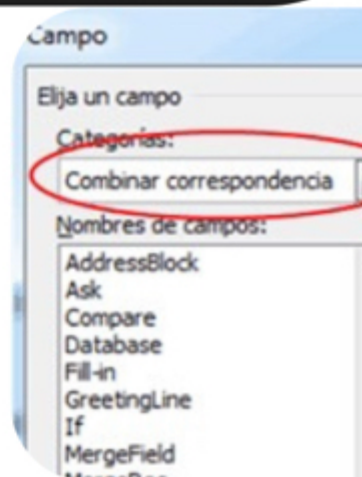 Campo
Elija un campo
Categorías:
Combinar correspondencia
Nombres de campos:
AddressBlock
Ask
Compare
Database
Fill-in
GreetingLine
If
MergeField